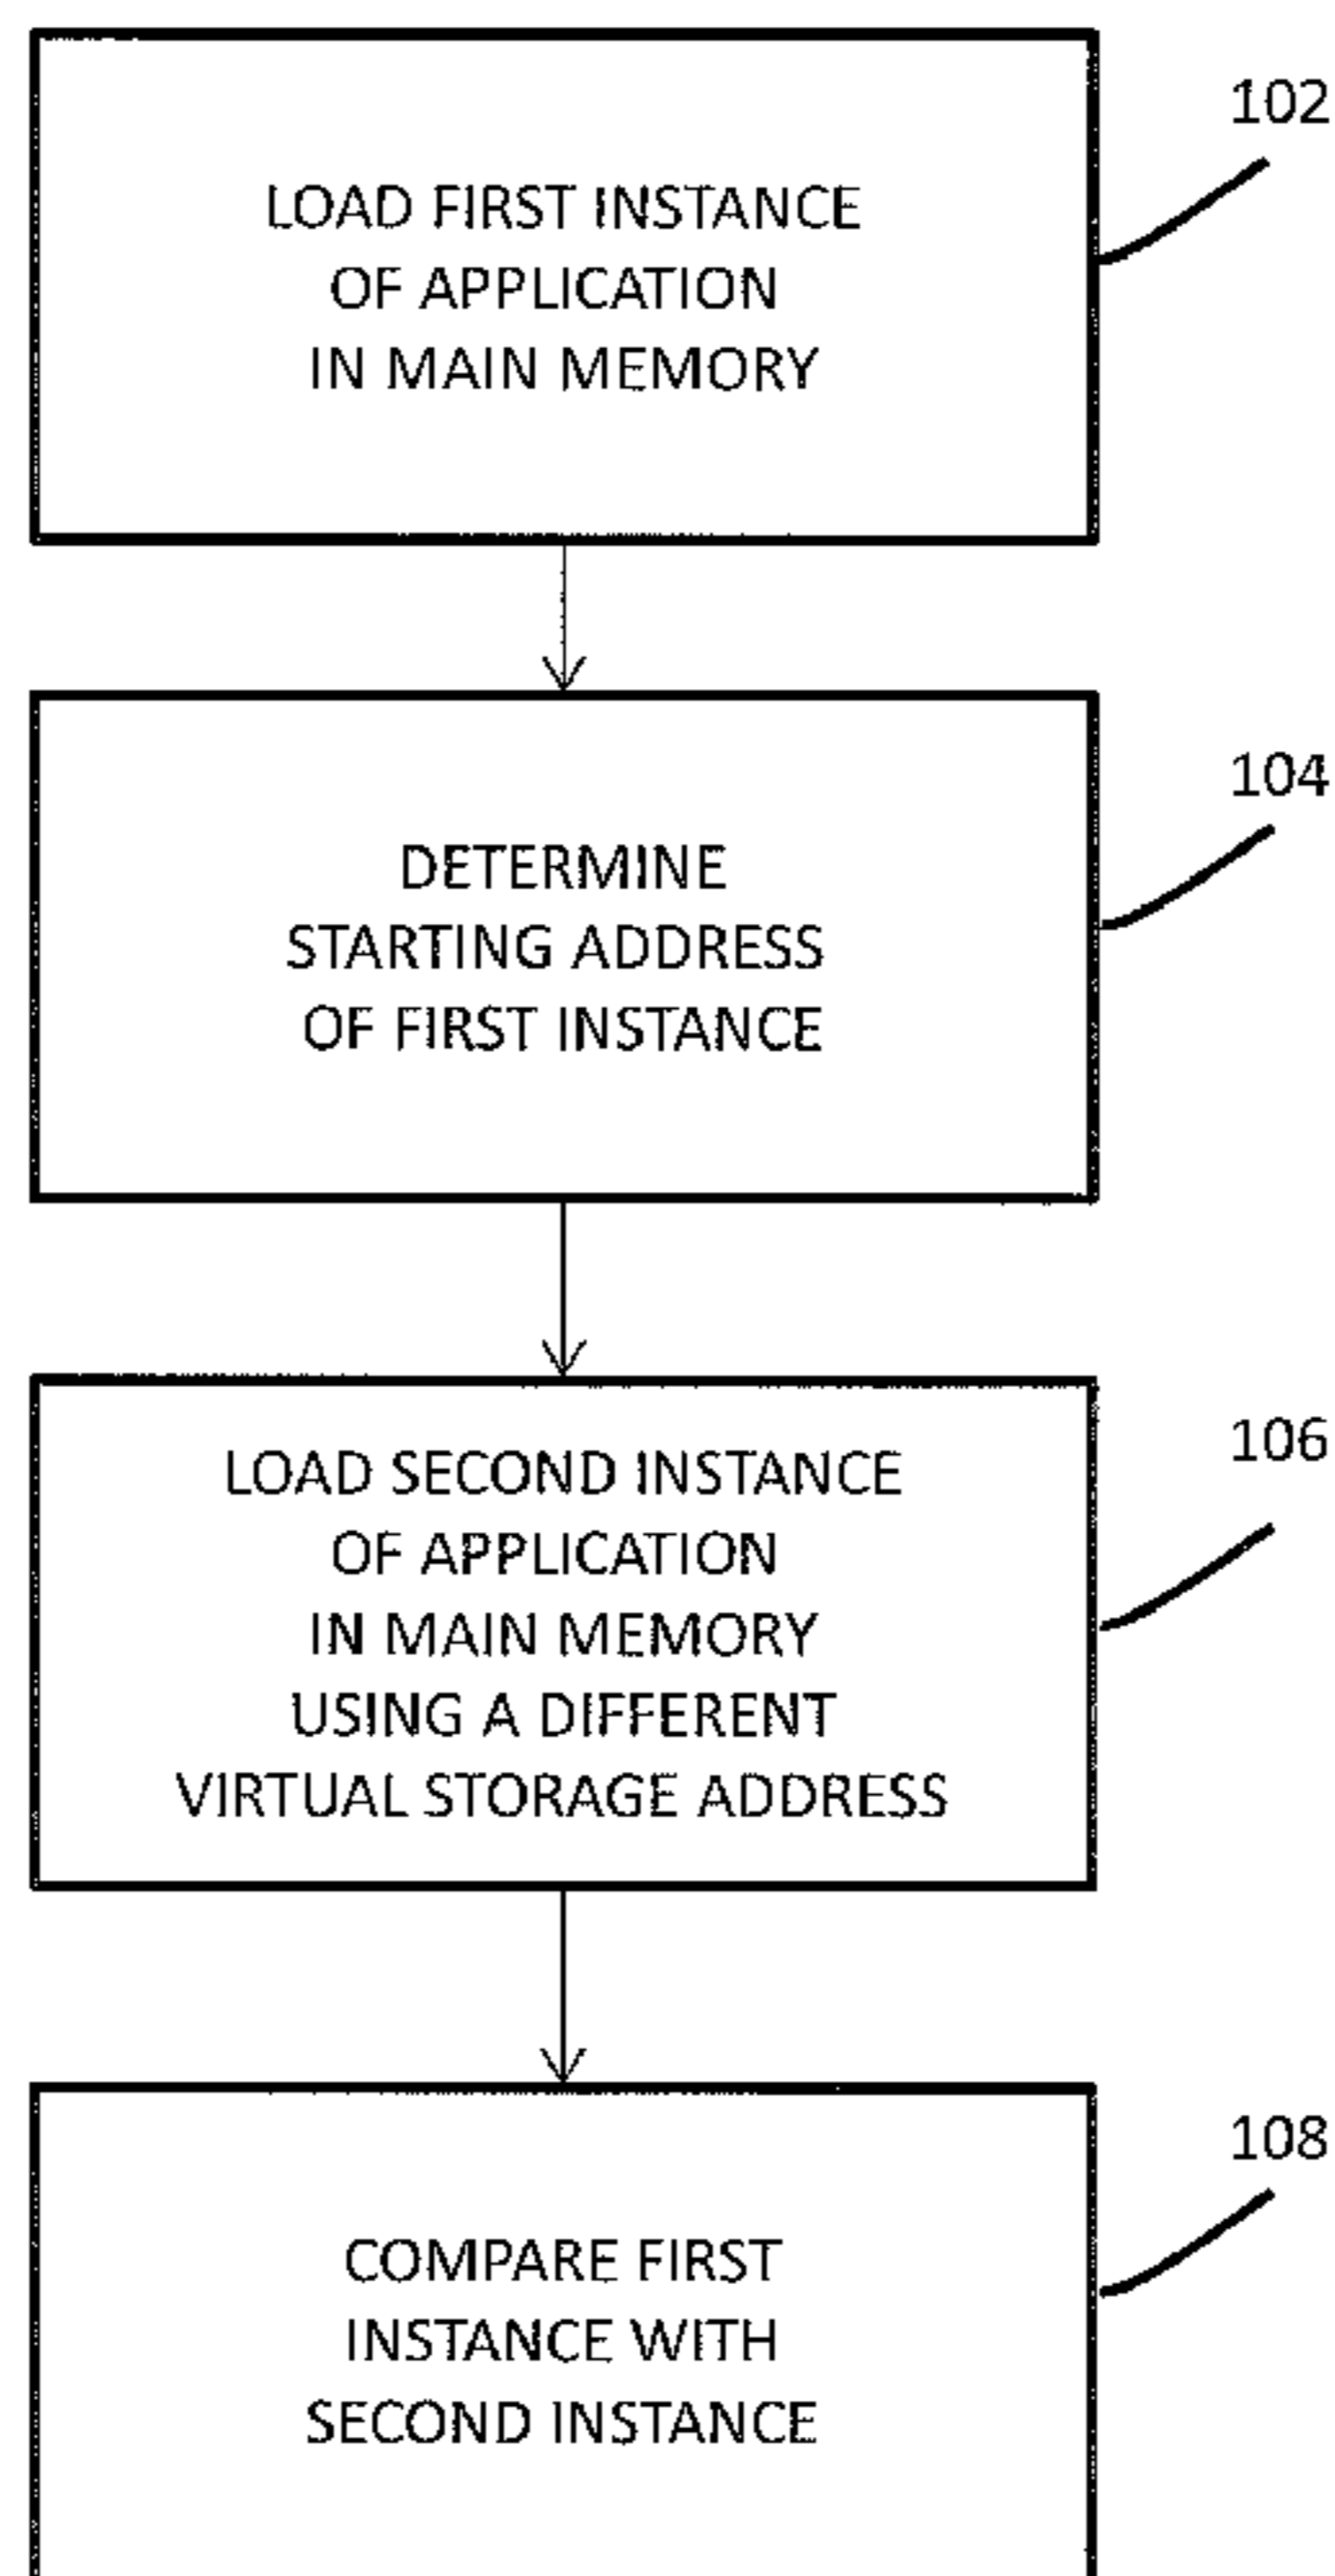 102
LOAD FIRST INSTANCE
OF APPLICATION
IN MAIN MEMORY
104
DETERMINE
STARTING ADDRESS
OF FIRST INSTANCE
106
LOAD SECOND INSTANCE
OF APPLICATION
IN MAIN MEMORY
USING A DIFFERENT
VIRTUAL STORAGE ADDRESS
108
COMPARE FIRST
INSTANCE WITH
SECOND INSTANCE